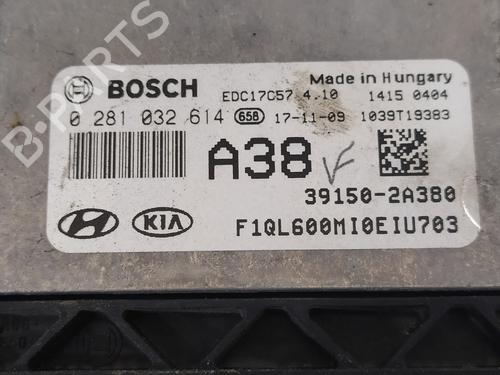 BOSCH
EDC17C57 4.10
Made in Hungary
1415 0404
0 281 032 614
658
17-11-09
1039T19383
A38
39150-2A380
KIA
F1QL600MI0EIU703
B-PARTS